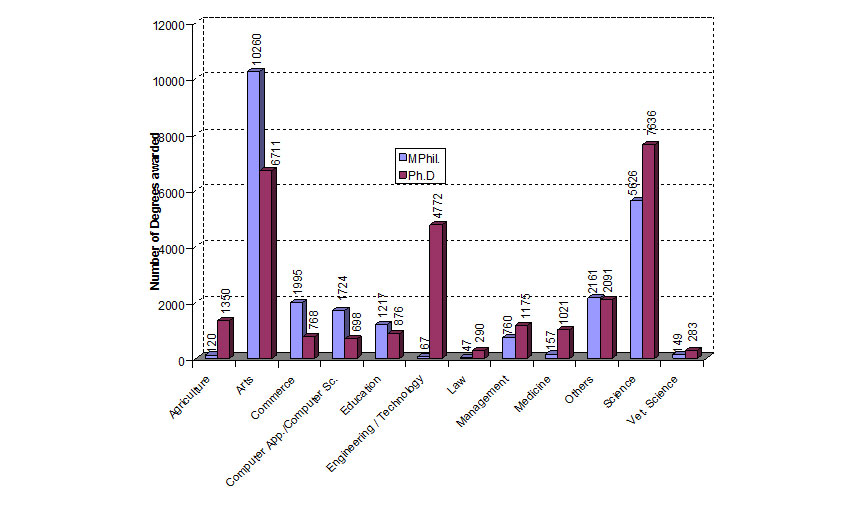 12000
10000
8000
6000
4000
2000
0
Number of Degrees awarded
MPhil.
Ph.D
120
1350
10260
6711
1995
768
1724
698
1217
876
67
4772
47
290
760
1175
157
1021
2161
2091
5626
7636
149
283
Agriculture
Arts
Commerce
Computer App./Computer Sc.
Education
Engineering / Technology
Law
Management
Medicine
Others
Science
Vet. Science